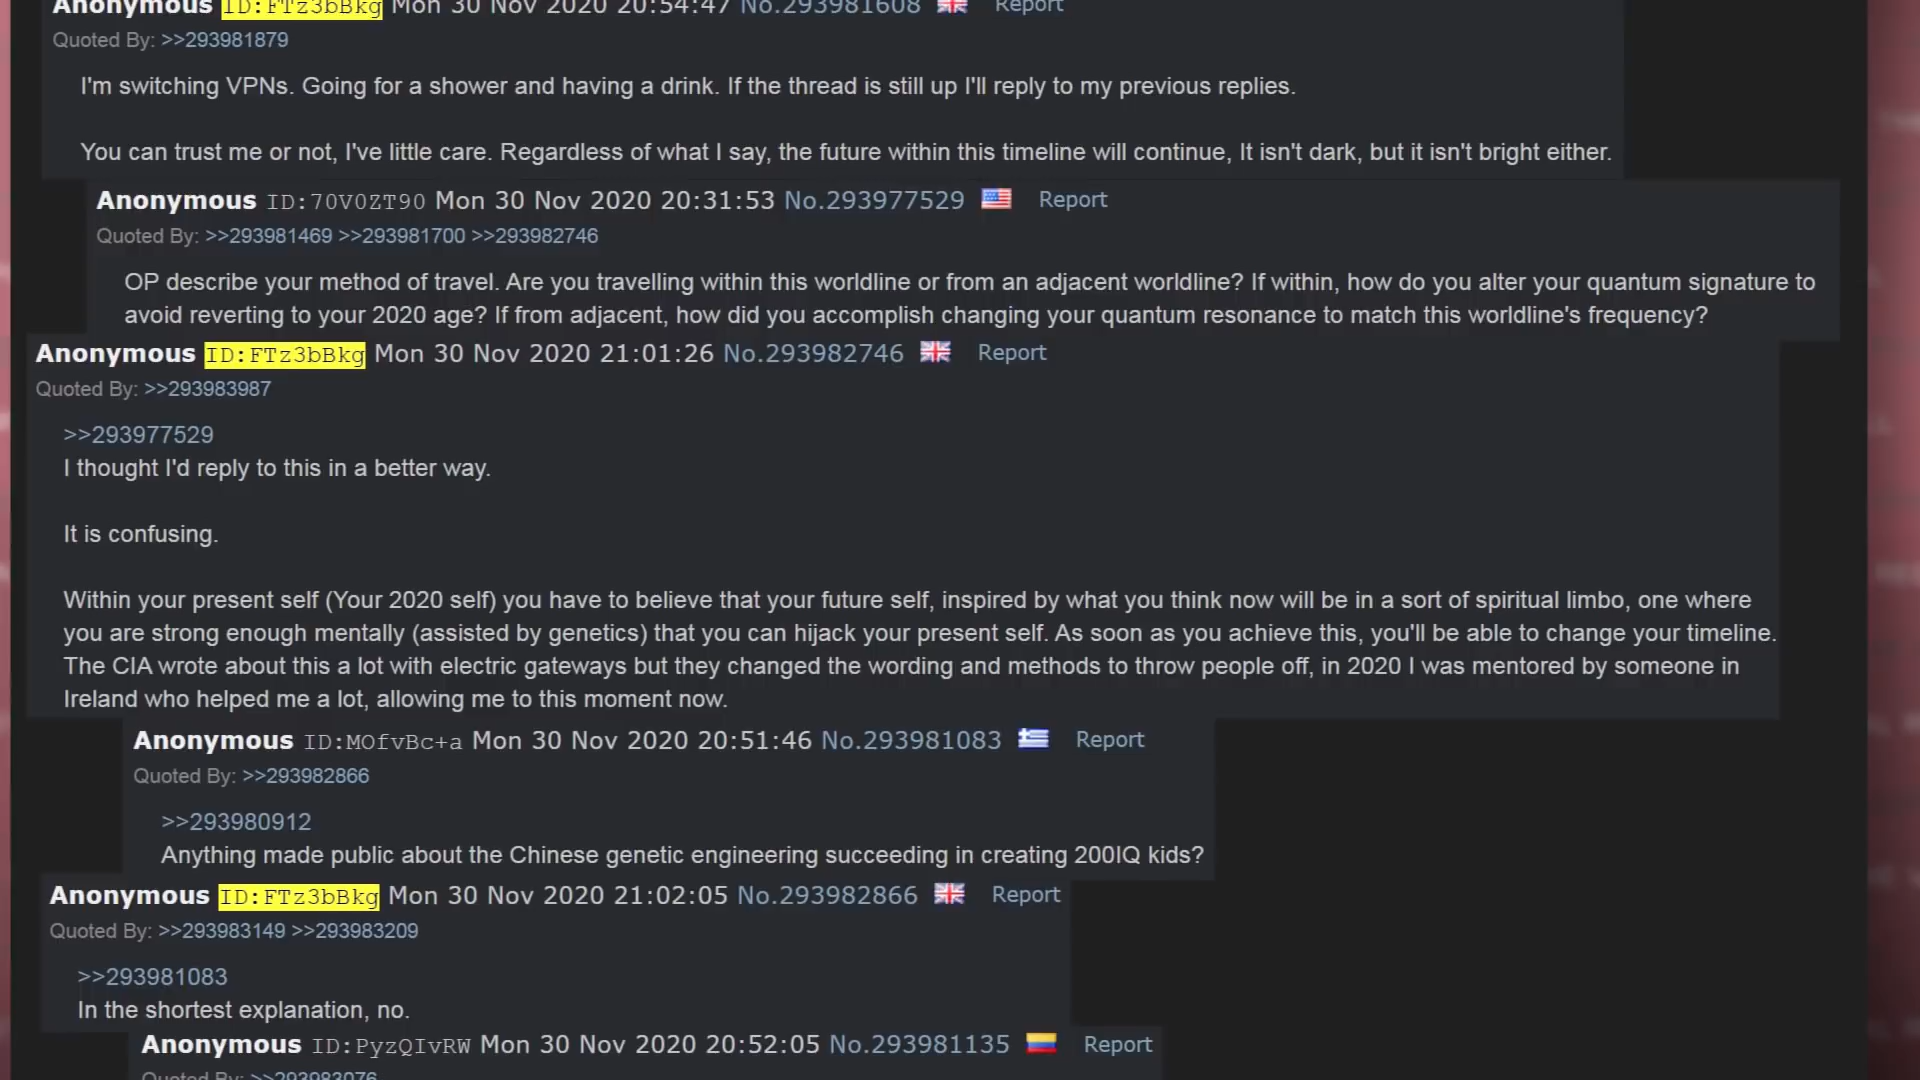 Anonymous ID:FTz3bBkg Mon 30 Nov 2020 20:54:47 No.293981608 Report
Quoted By: >>293981879
I'm switching VPNs. Going for a shower and having a drink. If the thread is still up I'll reply to my previous replies.
You can trust me or not, I've little care. Regardless of what I say, the future within this timeline will continue, It isn't dark, but it isn't bright either.
Anonymous ID:70V0ZT90 Mon 30 Nov 2020 20:31:53 No.293977529 Report
Quoted By: >>293981469 >>293981700 >>293982746
OP describe your method of travel. Are you travelling within this worldline or from an adjacent worldline? If within, how do you alter your quantum signature to
avoid reverting to your 2020 age? If from adjacent, how did you accomplish changing your quantum resonance to match this worldline's frequency?
Anonymous ID:FTz3bBkg Mon 30 Nov 2020 21:01:26 No.293982746 Report
Quoted By: >>293983987
>>293977529
I thought I'd reply to this in a better way.
It is confusing.
Within your present self (Your 2020 self) you have to believe that your future self, inspired by what you think now will be in a sort of spiritual limbo, one where
you are strong enough mentally (assisted by genetics) that you can hijack your present self. As soon as you achieve this, you'll be able to change your timeline.
The CIA wrote about this a lot with electric gateways but they changed the wording and methods to throw people off, in 2020 I was mentored by someone in
Ireland who helped me a lot, allowing me to this moment now.
Anonymous ID:MOfvBc+a Mon 30 Nov 2020 20:51:46 No.293981083 Report
Quoted By: >>293982866
>>293980912
Anything made public about the Chinese genetic engineering succeeding in creating 200IQ kids?
Anonymous ID:FTz3bBkg Mon 30 Nov 2020 21:02:05 No.293982866 Report
Quoted By: >>293983149 >>293983209
>>293981083
In the shortest explanation, no.
Anonymous ID:PyzQIvRW Mon 30 Nov 2020 20:52:05 No.293981135 Report
Quoted By: >>293983076